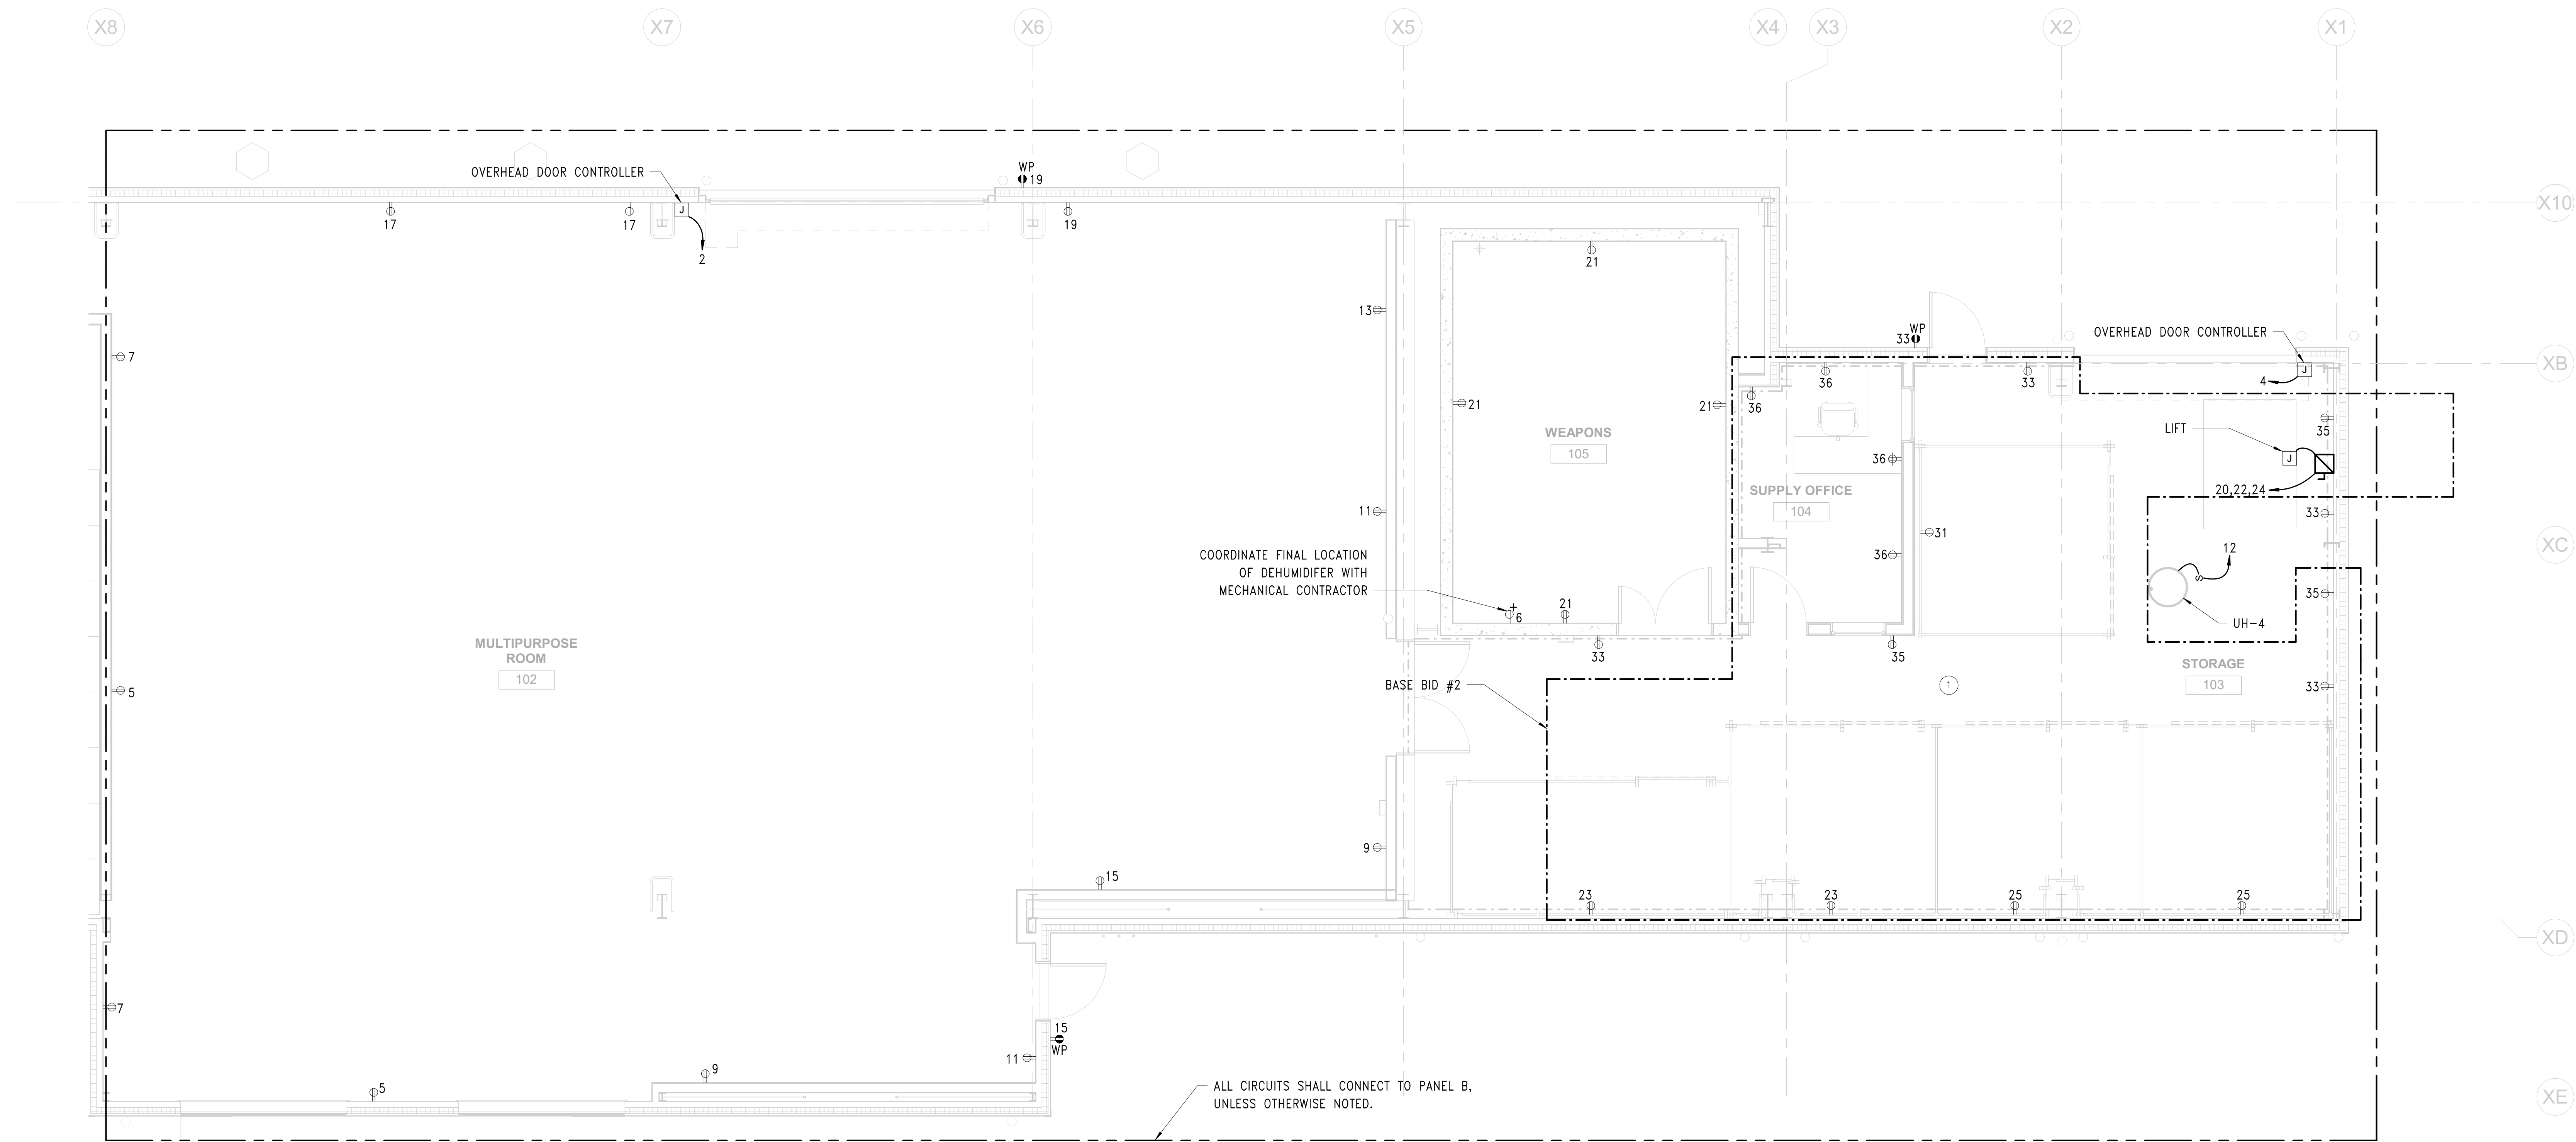 X8
X7
X6
X5
X4
X3
X2
X1
OVERHEAD DOOR CONTROLLER
WP
19
17
17
J
19
X10
2
21
13
WP
33
OVERHEAD DOOR CONTROLLER
7
J
XB
4
36
33
36
21
21
35
WEAPONS
105
LIFT
J
36
SUPPLY OFFICE
104
20,22,24
11
33
31
XC
12
S
36
COORDINATE FINAL LOCATION
OF DEHUMIDIFER WITH
MECHANICAL CONTRACTOR
6
21
35
UH-4
MULTIPURPOSE
ROOM
102
33
35
STORAGE
103
5
BASE BID #2
1
33
9
15
23
23
25
25
XD
7
15
WP
11
9
5
ALL CIRCUITS SHALL CONNECT TO PANEL B,
UNLESS OTHERWISE NOTED.
XE